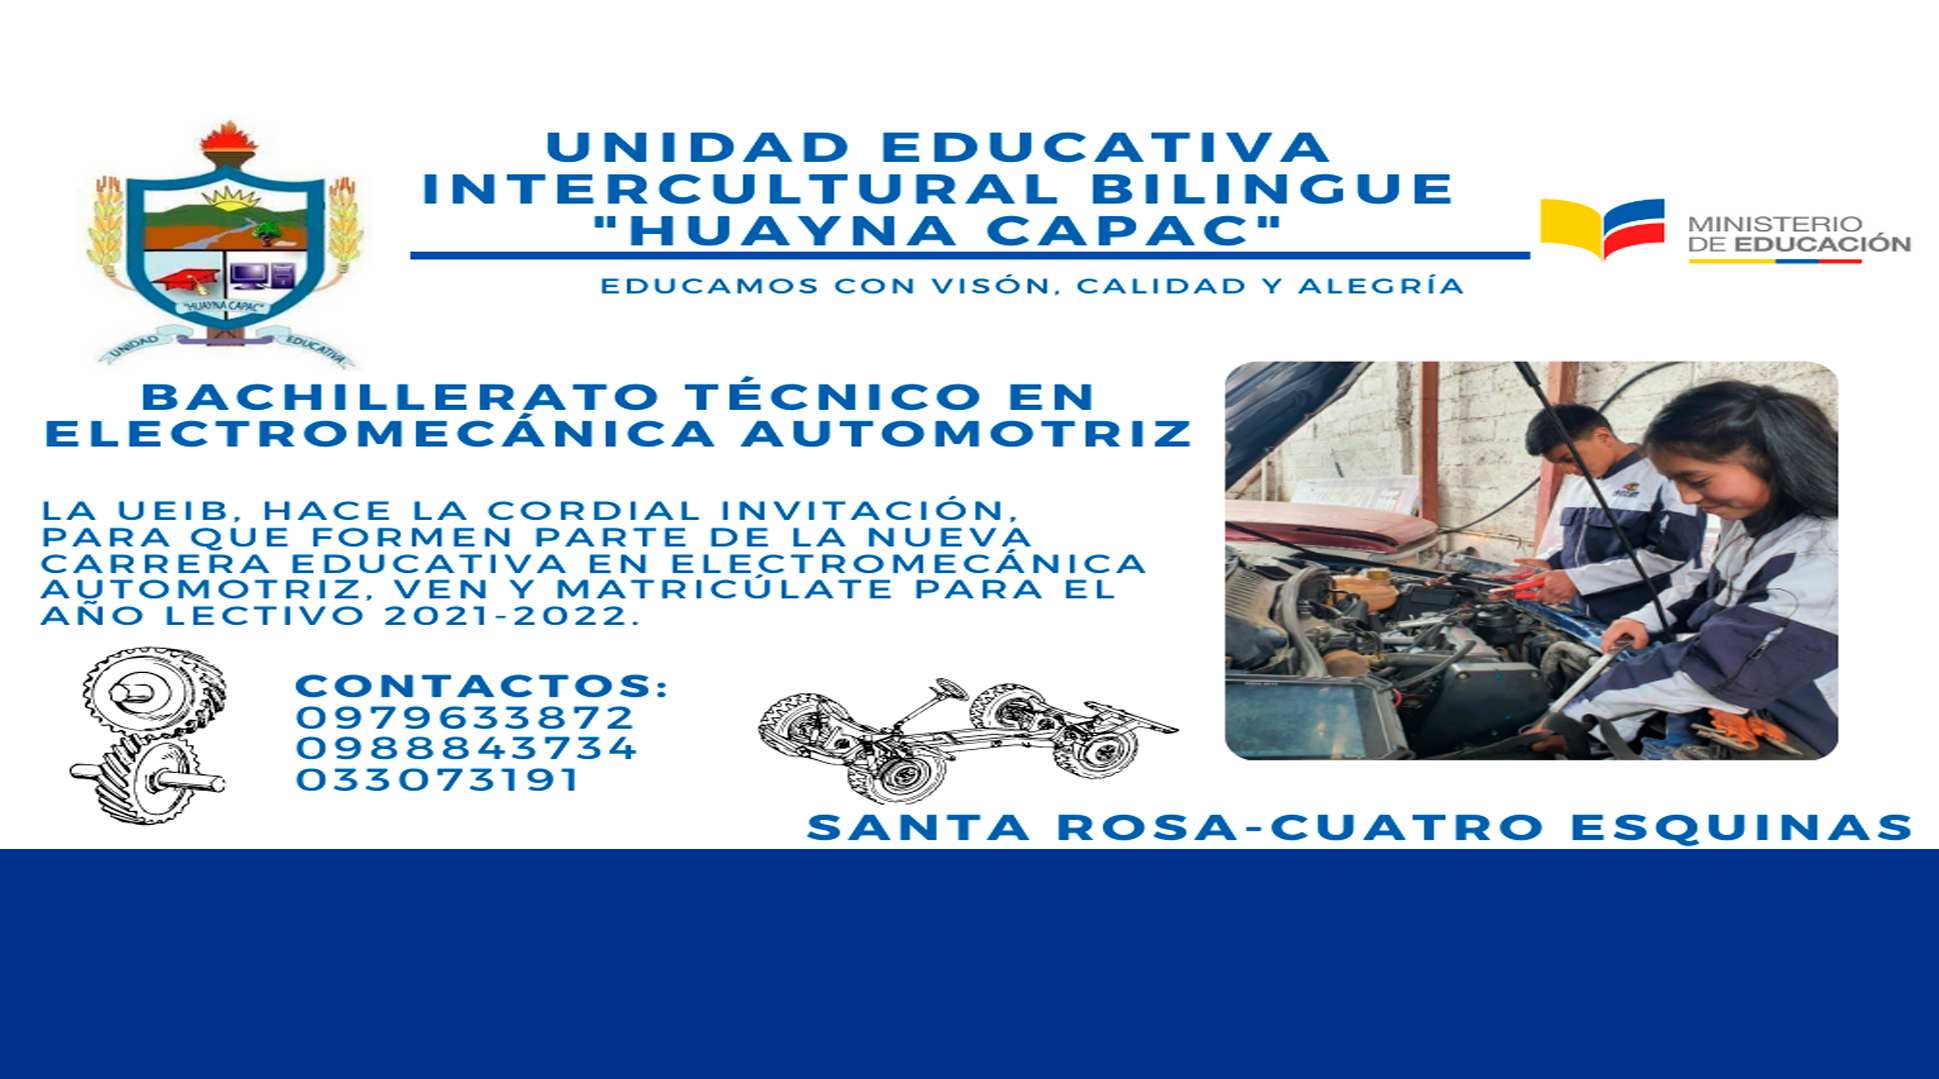 UNIDAD EDUCATIVA
INTERCULTURAL BILINGUE
"HUAYNA CAPAC"
EDUCAMOS CON VISÓN, CALIDAD Y ALEGRÍA
MINISTERIO
DE EDUCACIÓN
"HUAYNA CAPAC"
UNIDAD EDUCATIVA
BACHILLERATO TÉCNICO EN
ELECTROMECÁNICA AUTOMOTRIZ
LA UEIB, HACE LA CORDIAL INVITACIÓN,
PARA QUE FORMEN PARTE DE LA NUEVA
CARRERA EDUCATIVA EN ELECTROMECÁNICA
AUTOMOTRIZ, VEN Y MATRICÚLATE PARA EL
AÑO LECTIVO 2021-2022.
CONTACTOS:
0979633872
0988843734
033073191
SANTA ROSA-CUATRO ESQUINAS